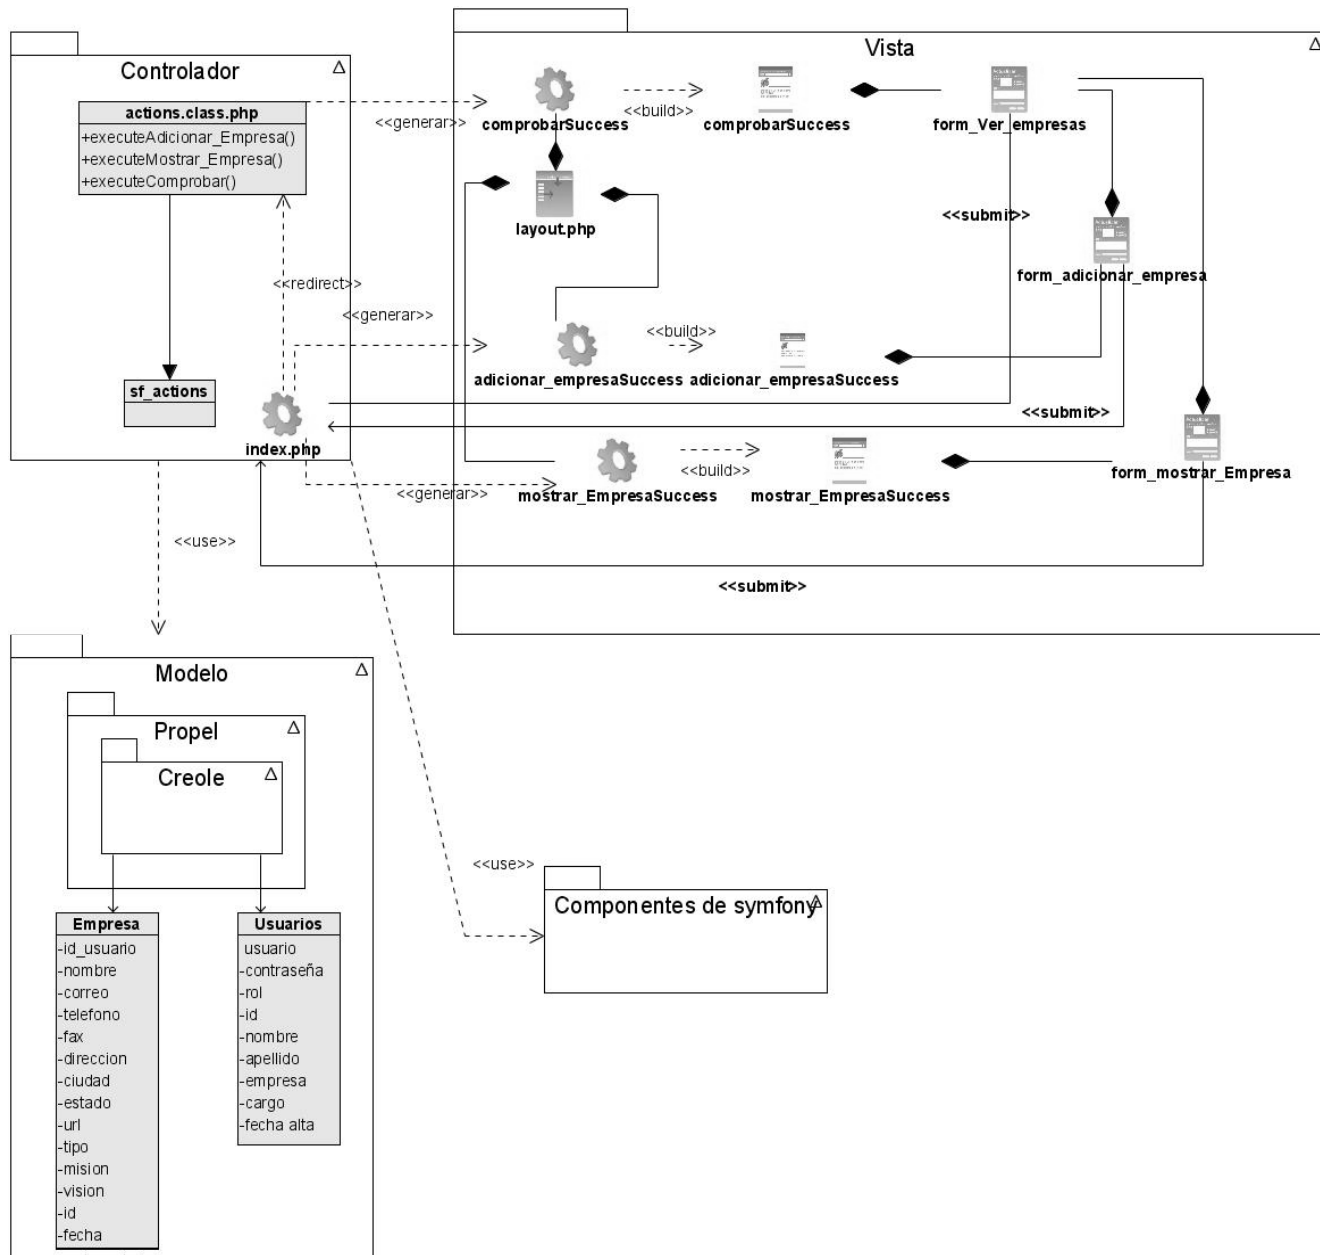 Controlador
actions.class.php
+executeAdicionar_Empresa()
+executeMostrar_Empresa()
+executeComprobar()
<<redirect>>
sf_actions
index.php
<<generar>>
<<generar>>
<<generar>>
Vista
comprobarSuccess
<<build>>
comprobarSuccess
form_Ver_empresas
layout.php
<<submit>>
form_adicionar_empresa
adicionar_empresaSuccess
<<build>>
adicionar_empresaSuccess
<<submit>>
mostrar_EmpresaSuccess
<<build>>
mostrar_EmpresaSuccess
form_mostrar_Empresa
<<submit>>
<<use>>
Modelo
Propel
Creole
Empresa
-id_usuario
-nombre
-correo
-telefono
-fax
-direccion
-ciudad
-estado
-url
-tipo
-mision
-vision
-id
-fecha
Usuarios
usuario
-contraseña
-rol
-id
-nombre
-apellido
-empresa
-cargo
-fecha alta
<<use>>
Componentes de symfony